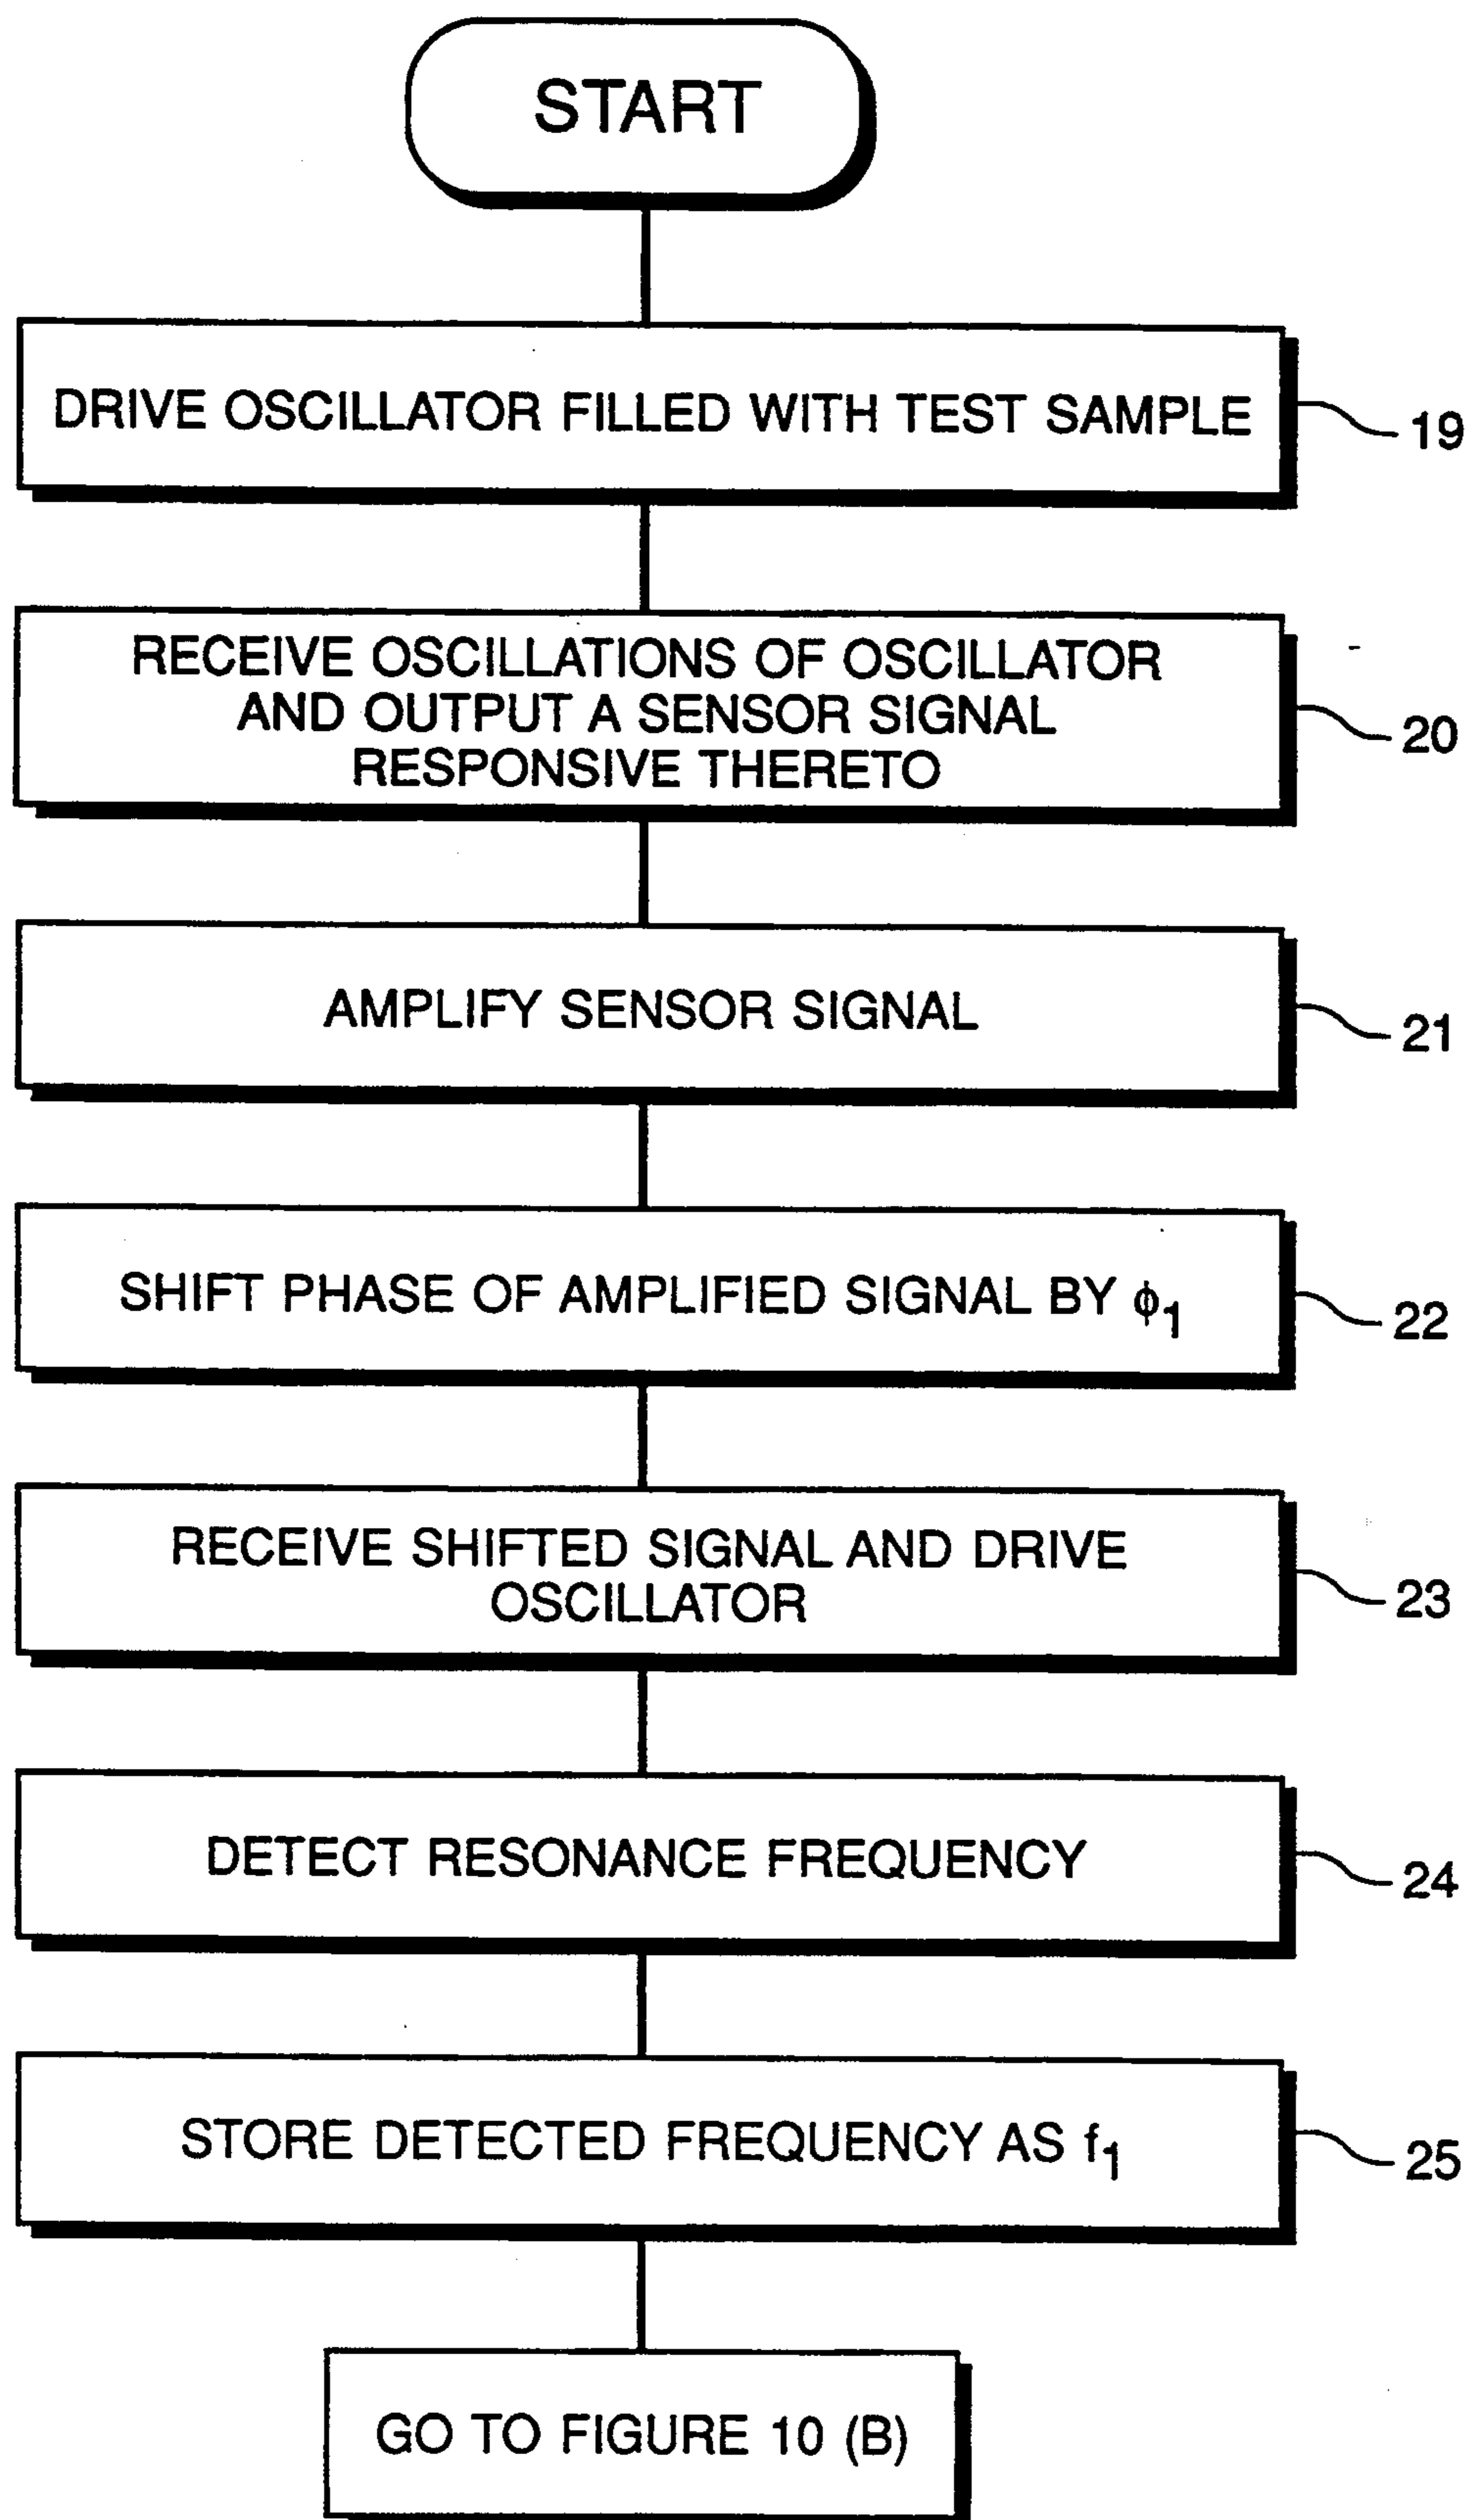 START
DRIVE OSCILLATOR FILLED WITH TEST SAMPLE
19
RECEIVE OSCILLATIONS OF OSCILLATOR
AND OUTPUT A SENSOR SIGNAL
RESPONSIVE THERETO
20
AMPLIFY SENSOR SIGNAL
21
SHIFT PHASE OF AMPLIFIED SIGNAL BY ϕ₁
22
RECEIVE SHIFTED SIGNAL AND DRIVE
OSCILLATOR
23
DETECT RESONANCE FREQUENCY
24
STORE DETECTED FREQUENCY AS f₁
25
GO TO FIGURE 10 (B)